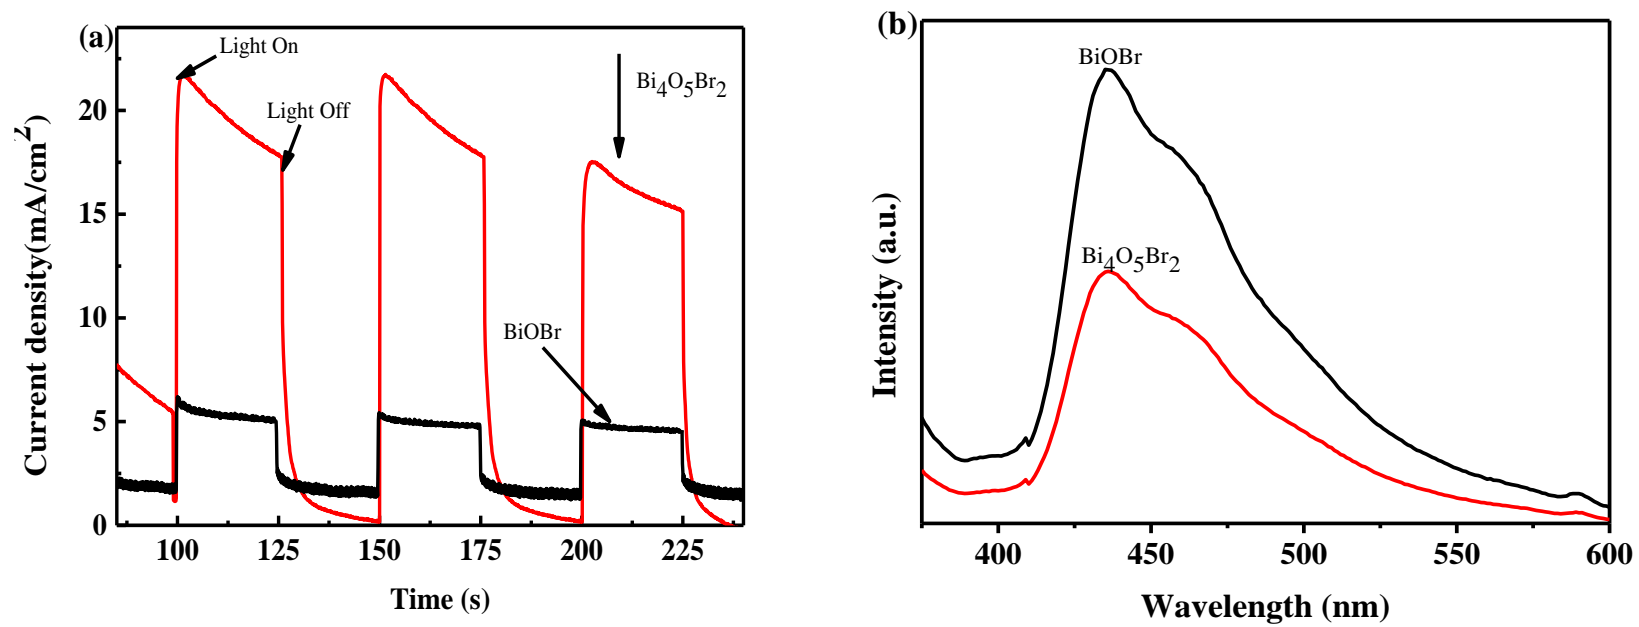 (a)
Light On
Light Off
Bi4O5Br2
BiOBr
Current density(mA/cm2)
20
15
10
5
0
100 125 150 175 200 225
Time (s)
(b)
BiOBr
Bi4O5Br2
Intensity (a.u.)
400 450 500 550 600
Wavelength (nm)